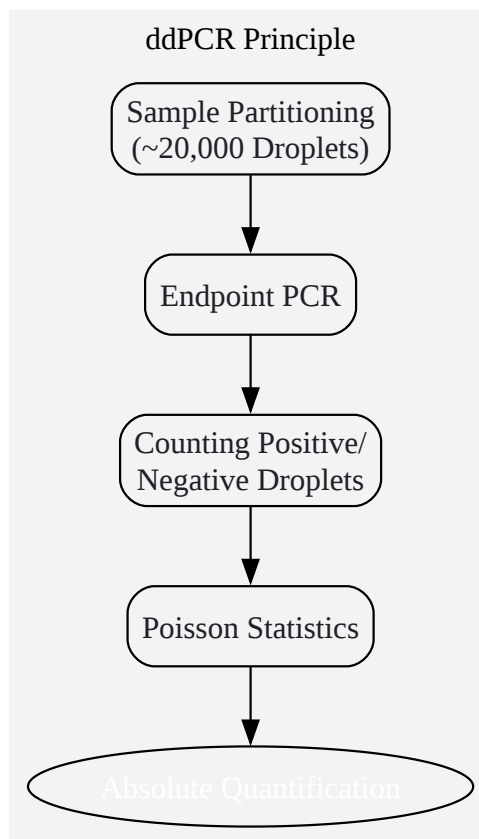 ddPCR Principle
Sample Partitioning
(~20,000 Droplets)
Endpoint PCR
Counting Positive/
Negative Droplets
Poisson Statistics
Absolute Quantification